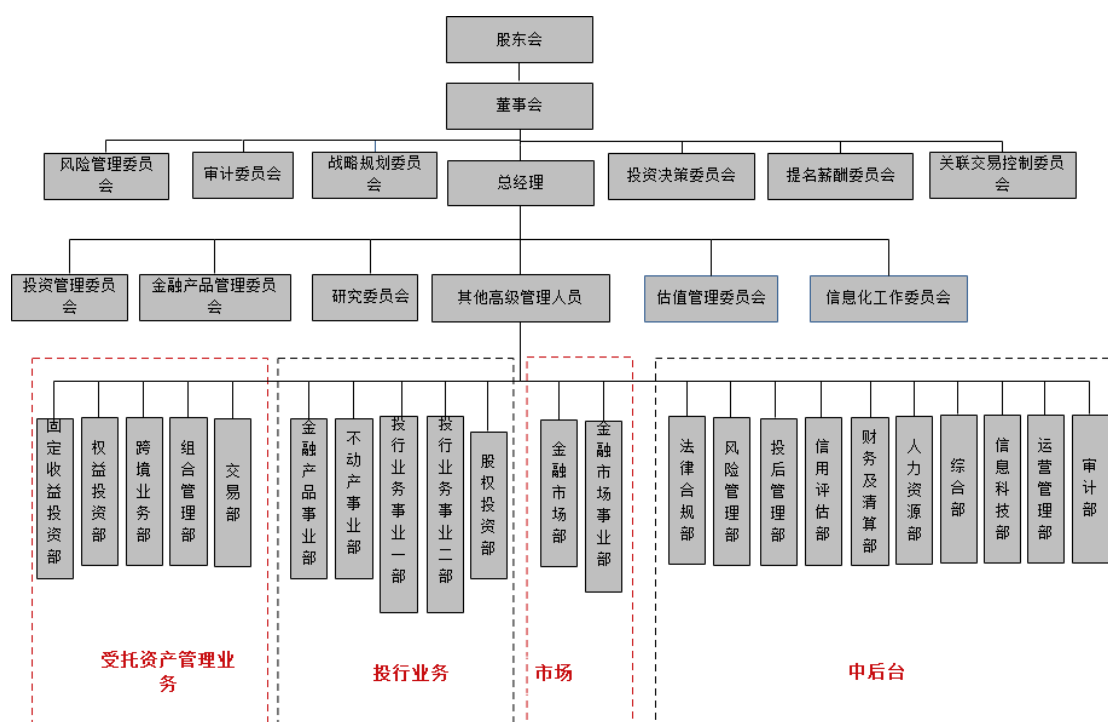 股东会
董事会
风险管理委员
会
审计委员会
战略规划委员
会
总经理
投资决策委员会
提名薪酬委员会
关联交易控制委员
会
投资管理委员
会
金融产品管理委员
会
研究委员会
其他高级管理人员
估值管理委员会
信息化工作委员会
固定收益投资部
权益投资部
跨境业务部
组合管理部
交易部
金融产品事业部
不动产事业部
投行业务事业一部
投行业务事业二部
股权投资部
金融市场部
金融市场事业部
法律合规部
风险管理部
投后管理部
信用评估部
财务及清算部
人力资源部
综合部
信息科技部
运营管理部
审计部
受托资产管理业
务
投行业务
市场
中后台